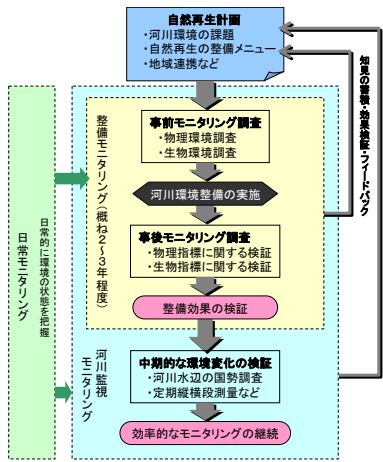 自然再生計画
・河川環境の課題
・自然再生の整備メニュー
・地域連携など
知見の蓄積・効果検証・フィードバック
整備モニタリング（概ね２～３年程度）
事前モニタリング調査
・物理環境調査
・生物環境調査
河川環境整備の実施
事後モニタリング調査
・物理指標に関する検証
・生物指標に関する検証
整備効果の検証
日常モニタリング
日常的に環境の状態を把握
河川監視
モニタリング
中期的な環境変化の検証
・河川水辺の国勢調査
・定期縦横段測量など
効率的なモニタリングの継続